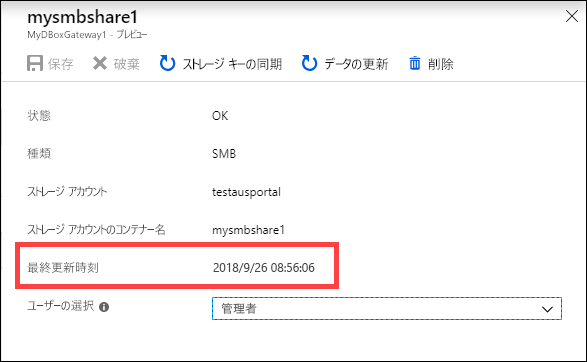 mysmbshare1
MyDBoxGateway1 - プレビュー
保存 破棄 ストレージ キーの同期 データの更新 削除
状態 OK
種類 SMB
ストレージ アカウント testausportal
ストレージ アカウントのコンテナー名 mysmbshare1
最終更新時刻 2018/9/26 08:56:06
ユーザーの選択 管理者